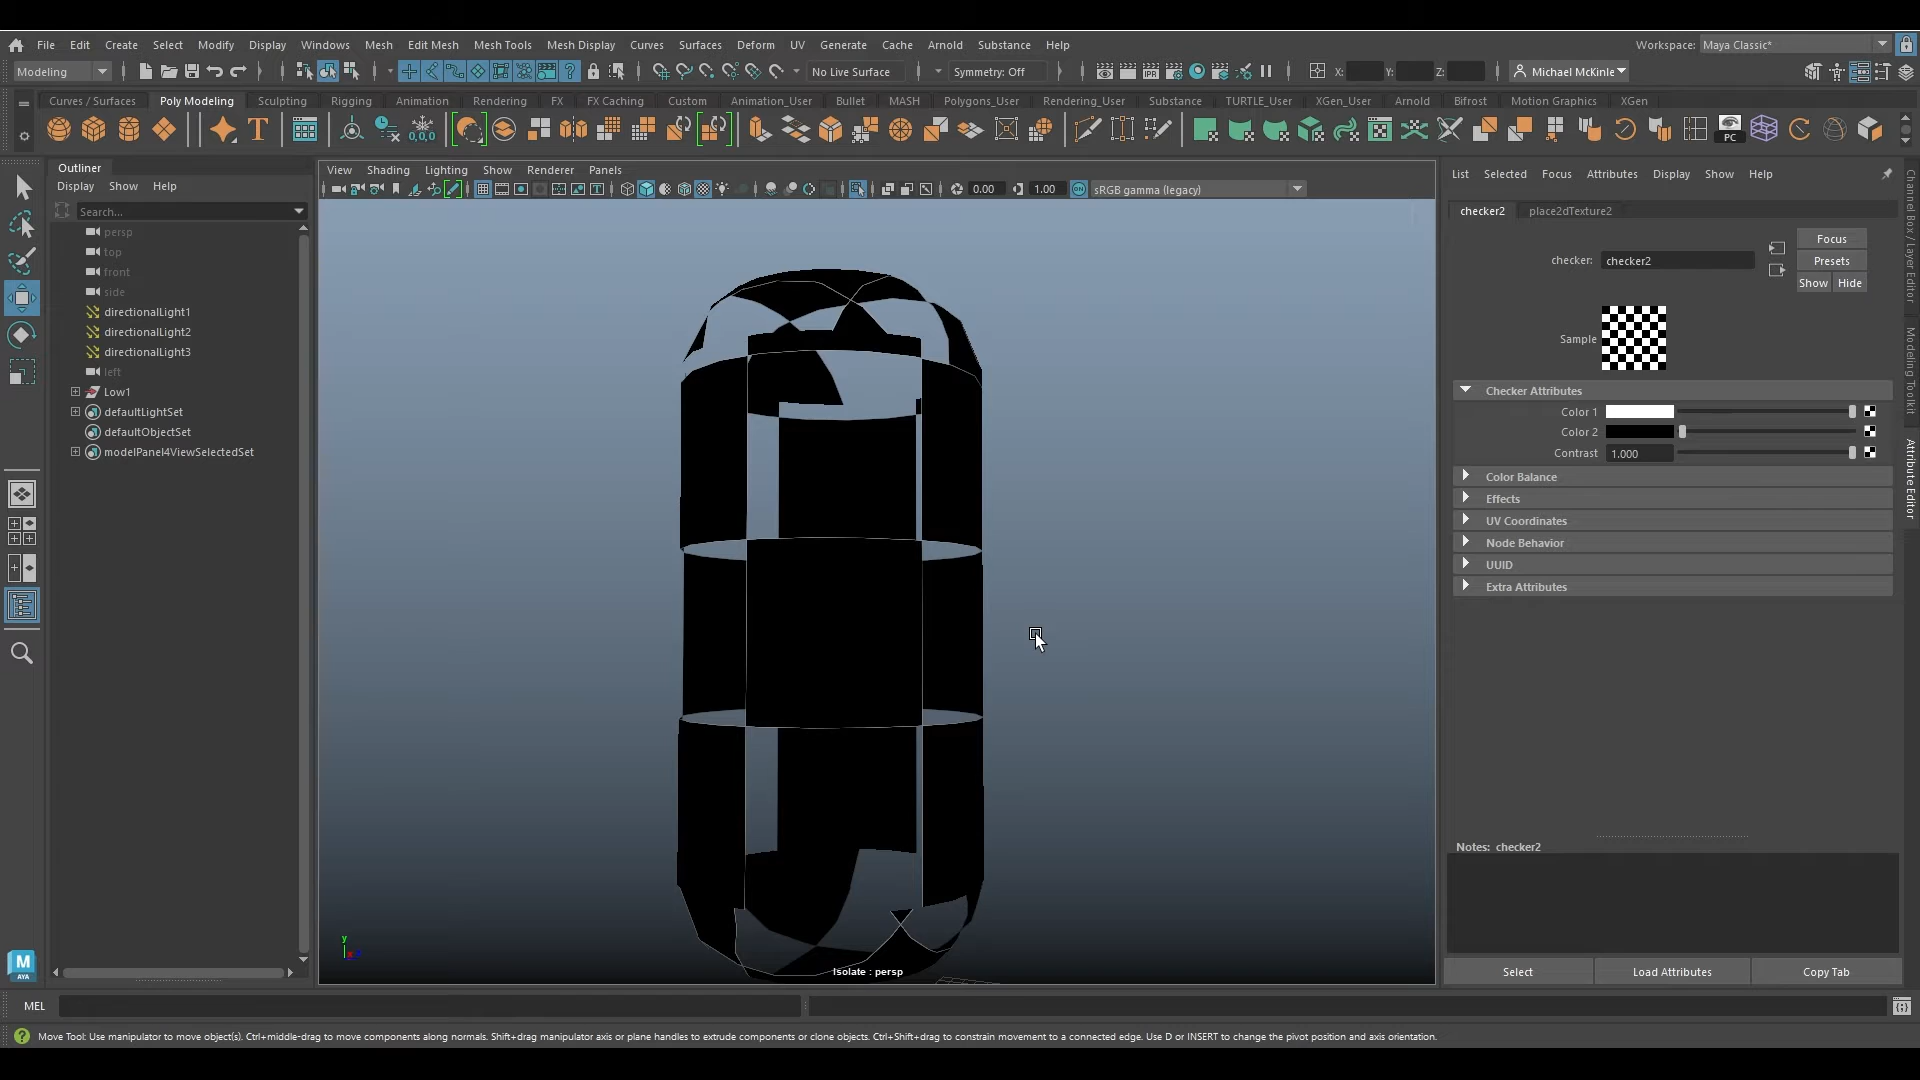 File Edit Create Select Modify Display Windows Mesh Edit Mesh Mesh Tools Mesh Display Curves Surfaces Deform UV Generate Cache Arnold Substance Help
Workspace: Maya Classic*
Modeling
No Live Surface
Symmetry: Off
X:
Y:
Z:
Michael McKinle
Curves / Surfaces Poly Modeling Sculpting Rigging Animation Rendering FX FX Caching Custom Animation_User Bullet MASH Polygons_User Rendering_User Substance TURTLE_User XGen_User Arnold Bifrost Motion Graphics XGen
Outliner
Display Show Help
Search...
persp
top
front
side
directionalLight1
directionalLight2
directionalLight3
left
Low1
defaultLightSet
defaultObjectSet
modelPanel4ViewSelectedSet
View Shading Lighting Show Renderer Panels
0.00
1.00
sRGB gamma (legacy)
Isolate : persp
List Selected Focus Attributes Display Show Help
checker2 place2dTexture2
checker: checker2
Focus
Presets
Show Hide
Sample
Checker Attributes
Color 1
Color 2
Contrast 1.000
Color Balance
Effects
UV Coordinates
Node Behavior
UUID
Extra Attributes
Notes: checker2
Select Load Attributes Copy Tab
Channel Box / Layer Editor
Modeling Toolkit
Attribute Editor
MEL
Move Tool: Use manipulator to move object(s). Ctrl+middle-drag to move components along normals. Shift+drag manipulator axis or plane handles to extrude components or clone objects. Ctrl+Shift+drag to constrain movement to a connected edge. Use D or INSERT to change the pivot position and axis orientation.